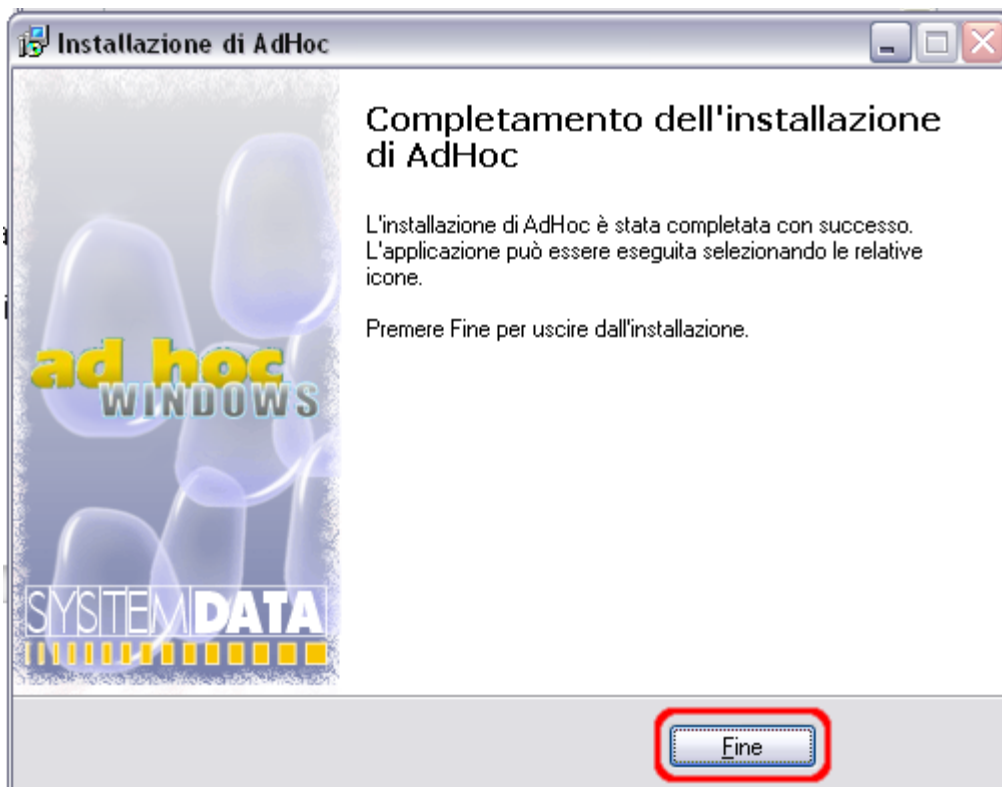 Installazione di AdHoc
Completamento dell'installazione
di AdHoc
L'installazione di AdHoc è stata completata con successo.
L'applicazione può essere eseguita selezionando le relative
icone.
Premere Fine per uscire dall'installazione.
ad hoc
WINDOWS
SYSTEMDATA
Fine